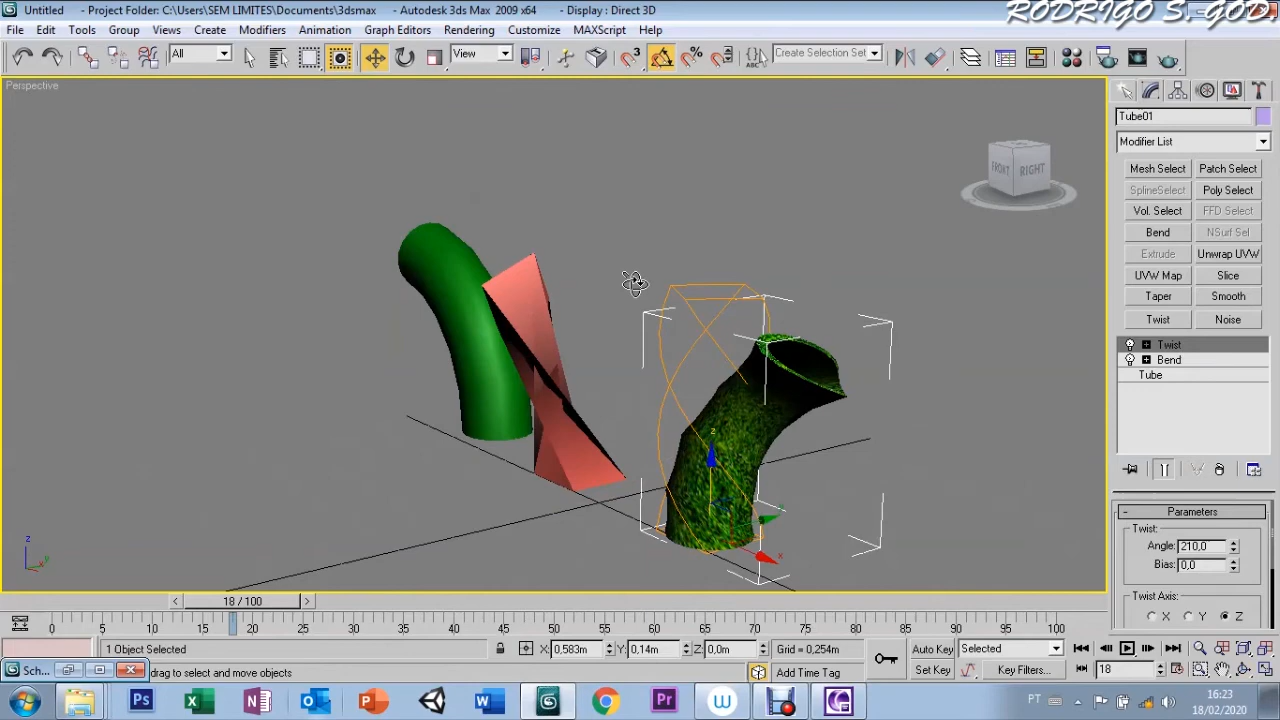 Untitled - Project Folder: C:\Users\SEM LIMITES\Documents\3dsmax - Autodesk 3ds Max 2009 x64 - Display : Direct 3D
RODRIGO S. GOD
File Edit Tools Group Views Create Modifiers Animation Graph Editors Rendering Customize MAXScript Help
All View 3 % ABC Create Selection Set
Perspective
FRONT RIGHT
Tube01
Modifier List
Mesh Select Patch Select
SplineSelect Poly Select
Vol. Select FFD Select
Bend NSurf Sel
Extrude Unwrap UVW
UVW Map Slice
Taper Smooth
Twist Noise
Twist
Bend
Tube
- Parameters
Twist:
Angle: 210,0
Bias: 0,0
Twist Axis:
X Y Z
z
x
z
x
y
< 18 / 100 >
0 5 10 15 20 25 30 35 40 45 50 55 60 65 70 75 80 85 90 95 100
1 Object Selected X: 0,583m Y: 0,14m Z: 0,0m Grid = 0,254m Auto Key Selected
Sch... drag to select and move objects Add Time Tag Set Key Key Filters... 18
Ps W Pr W PT 16:23
18/02/2020